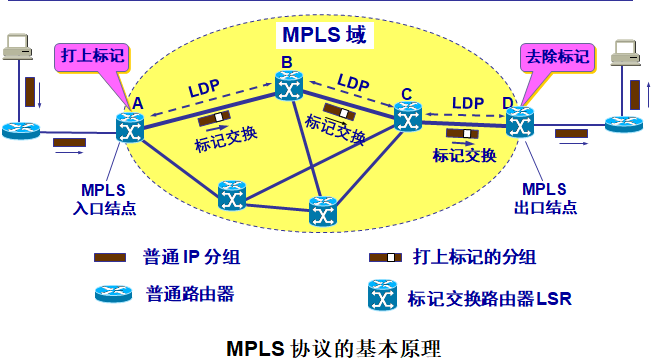 MPLS 域
打上标记
去除标记
B
LDP
LDP
A
C
LDP
D
标记交换
标记交换
标记交换
MPLS
入口结点
MPLS
出口结点
普通 IP 分组
打上标记的分组
普通路由器
标记交换路由器 LSR
MPLS 协议的基本原理